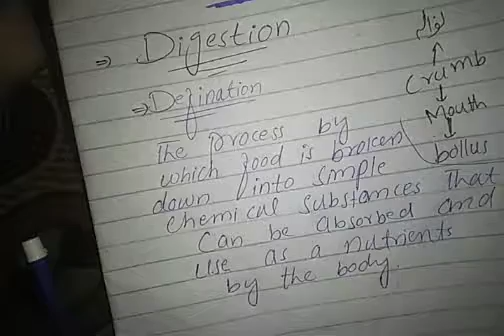 ⇒ Digestion
⇒ Defination
The process by
which food is broken
down into simple
chemical substances that
can be absorbed and
use as a nutrients
by the body.
نوالہ
↑
Crumb
↓
Mouth
↓
bollus